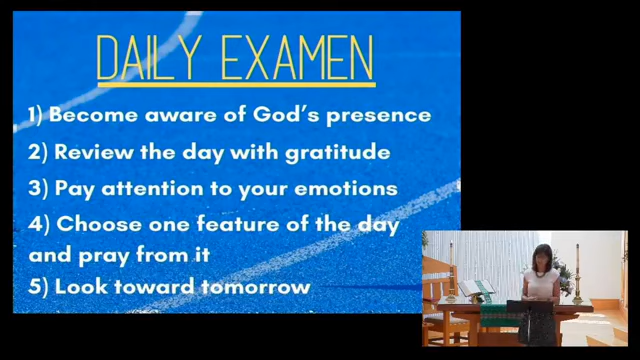 DAILY EXAMEN
1) Become aware of God's presence
2) Review the day with gratitude
3) Pay attention to your emotions
4) Choose one feature of the day
and pray from it
5) Look toward tomorrow